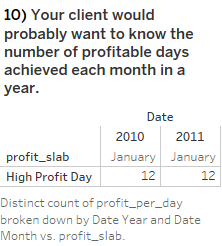 10) Your client would
probably want to know the
number of profitable days
achieved each month in a
year.
Date
2010 2011
profit_slab January January
High Profit Day 12 12
Distinct count of profit_per_day
broken down by Date Year and Date
Month vs. profit_slab.